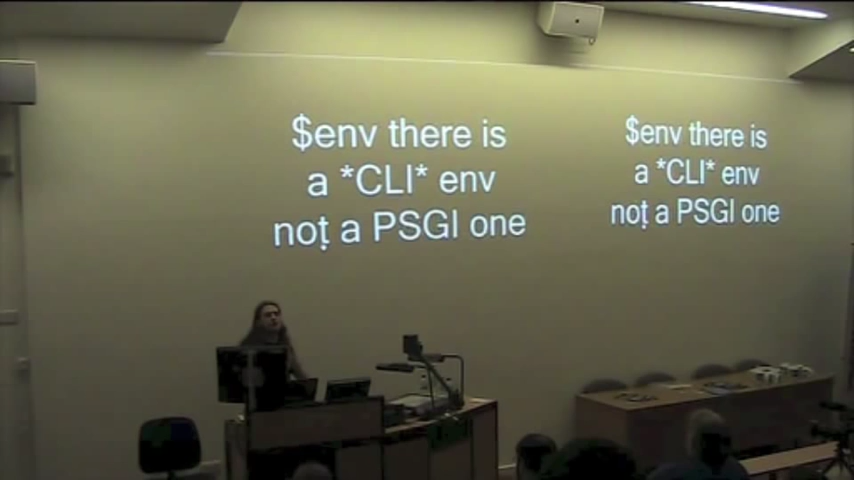 $env there is
a *CLI* env
not a PSGI one
$env there is
a *CLI* env
not a PSGI one